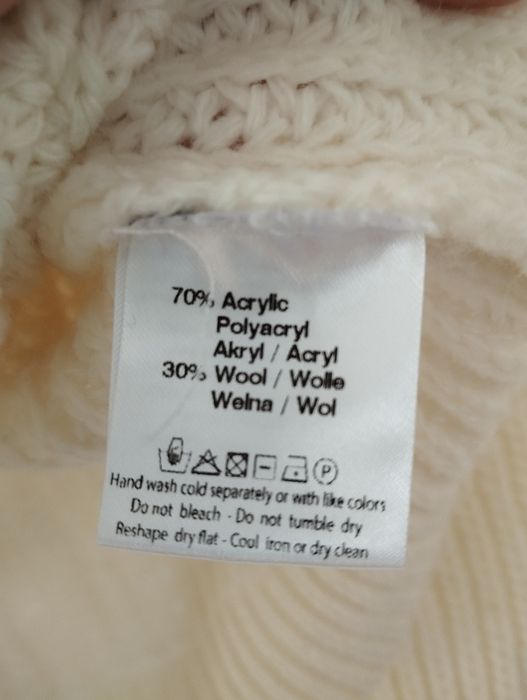 70% Acrylic
Polyacryl
Akryl / Acryl
30% Wool / Wolle
Wełna / Wol
P
Hand wash cold separately or with like colors
Do not bleach - Do not tumble dry
Reshape dry flat - Cool iron or dry clean